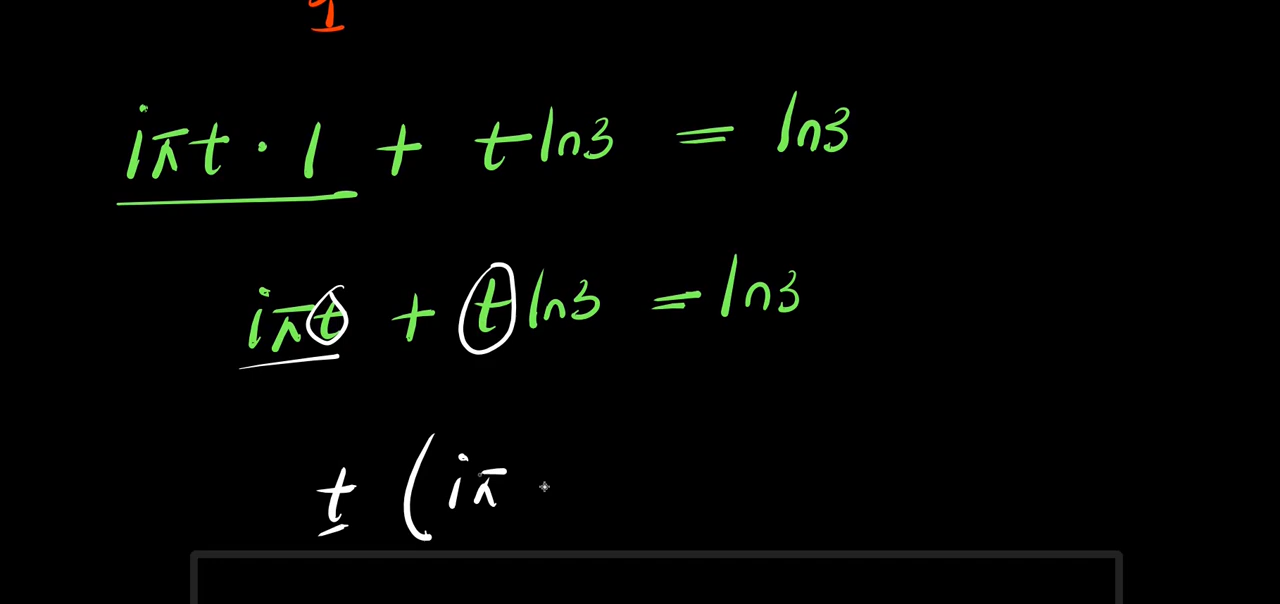 iπt · 1 + t ln3 = ln3
iπt + t ln3 = ln3
t (iπ